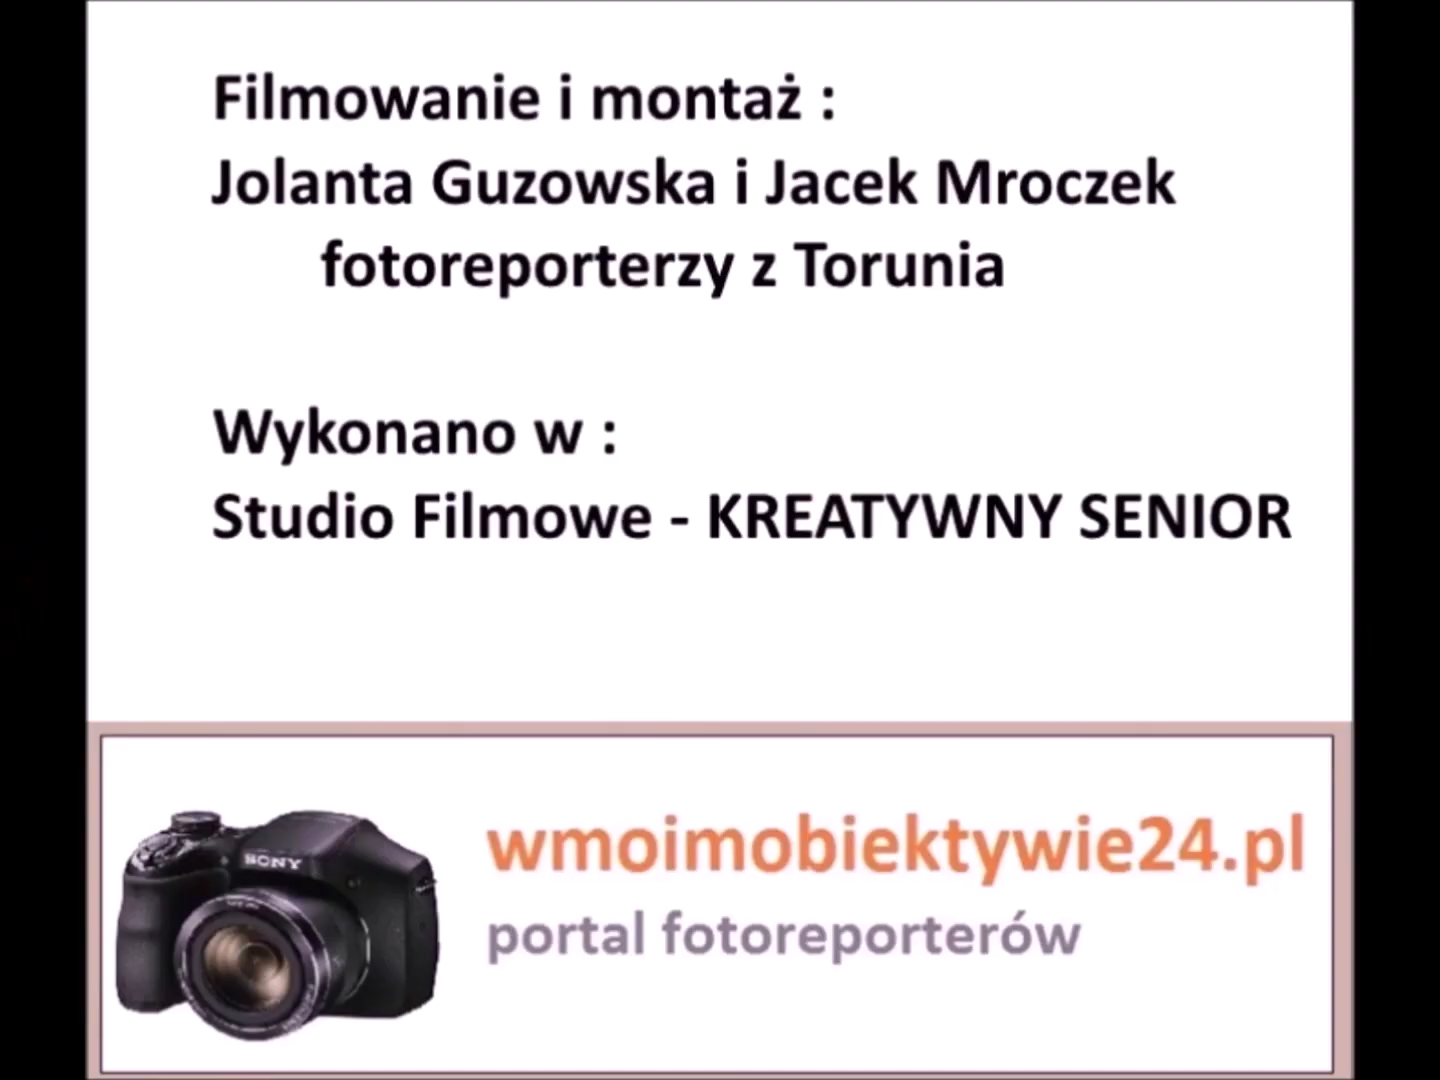 Filmowanie i montaż :
Jolanta Guzowska i Jacek Mroczek
fotoreporterzy z Torunia
Wykonano w :
Studio Filmowe - KREATYWNY SENIOR
SONY
wmoimobiektywie24.pl
portal fotoreporterów